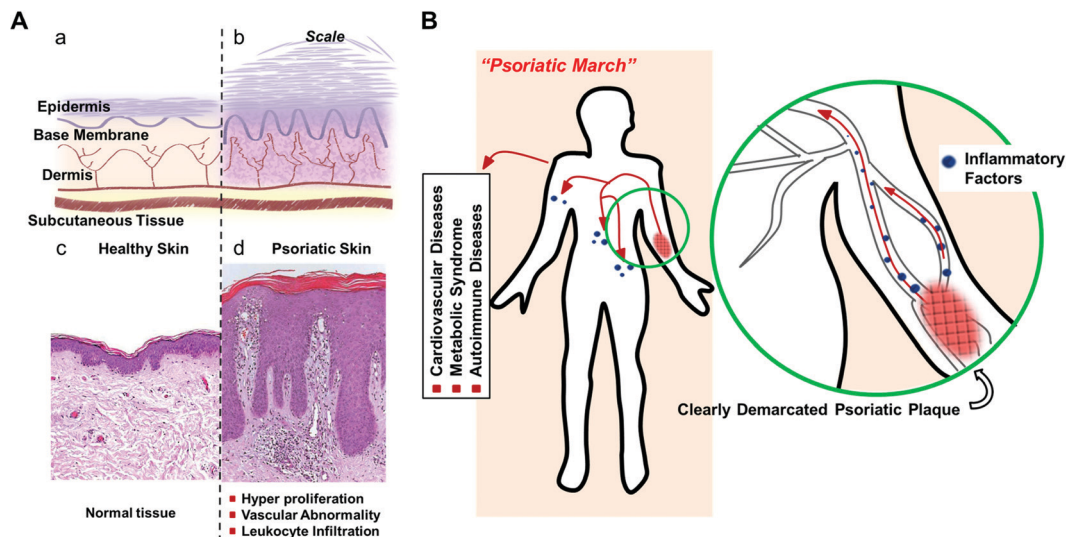 A
a
b
Scale
Epidermis
Base Membrane
Dermis
Subcutaneous Tissue
c
Healthy Skin
d
Psoriatic Skin
Normal tissue
Hyper proliferation
Vascular Abnormality
Leukocyte Infiltration
B
“Psoriatic March”
Cardiovascular Diseases
Metabolic Syndrome
Autoimmune Diseases
Inflammatory
Factors
Clearly Demarcated Psoriatic Plaque